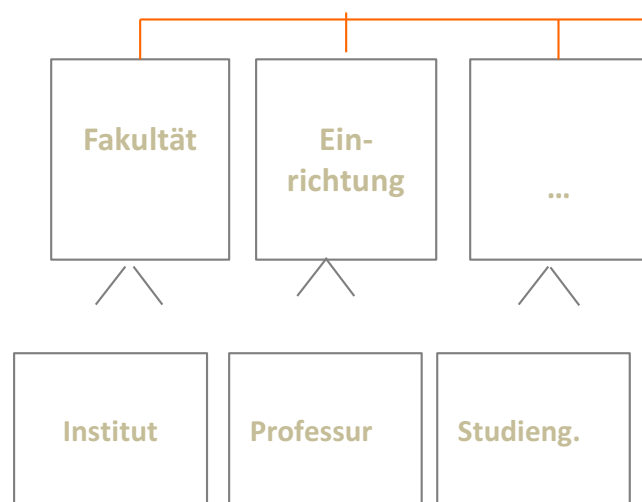 Fakultät
Ein-
richtung
...
Institut
Professur
Studieng.